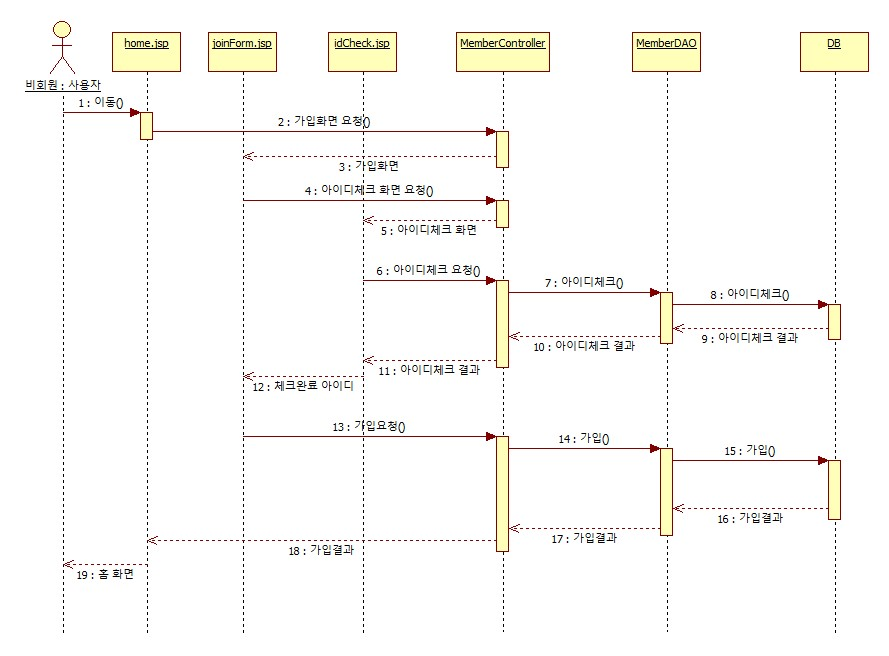 home.jsp
joinForm.jsp
idCheck.jsp
MemberController
MemberDAO
DB
비회원 : 사용자
1 : 이동()
2 : 가입화면 요청()
3 : 가입화면
4 : 아이디체크 화면 요청()
5 : 아이디체크 화면
6 : 아이디체크 요청()
7 : 아이디체크()
8 : 아이디체크()
9 : 아이디체크 결과
10 : 아이디체크 결과
11 : 아이디체크 결과
12 : 체크완료 아이디
13 : 가입요청()
14 : 가입()
15 : 가입()
16 : 가입결과
17 : 가입결과
18 : 가입결과
19 : 홈 화면